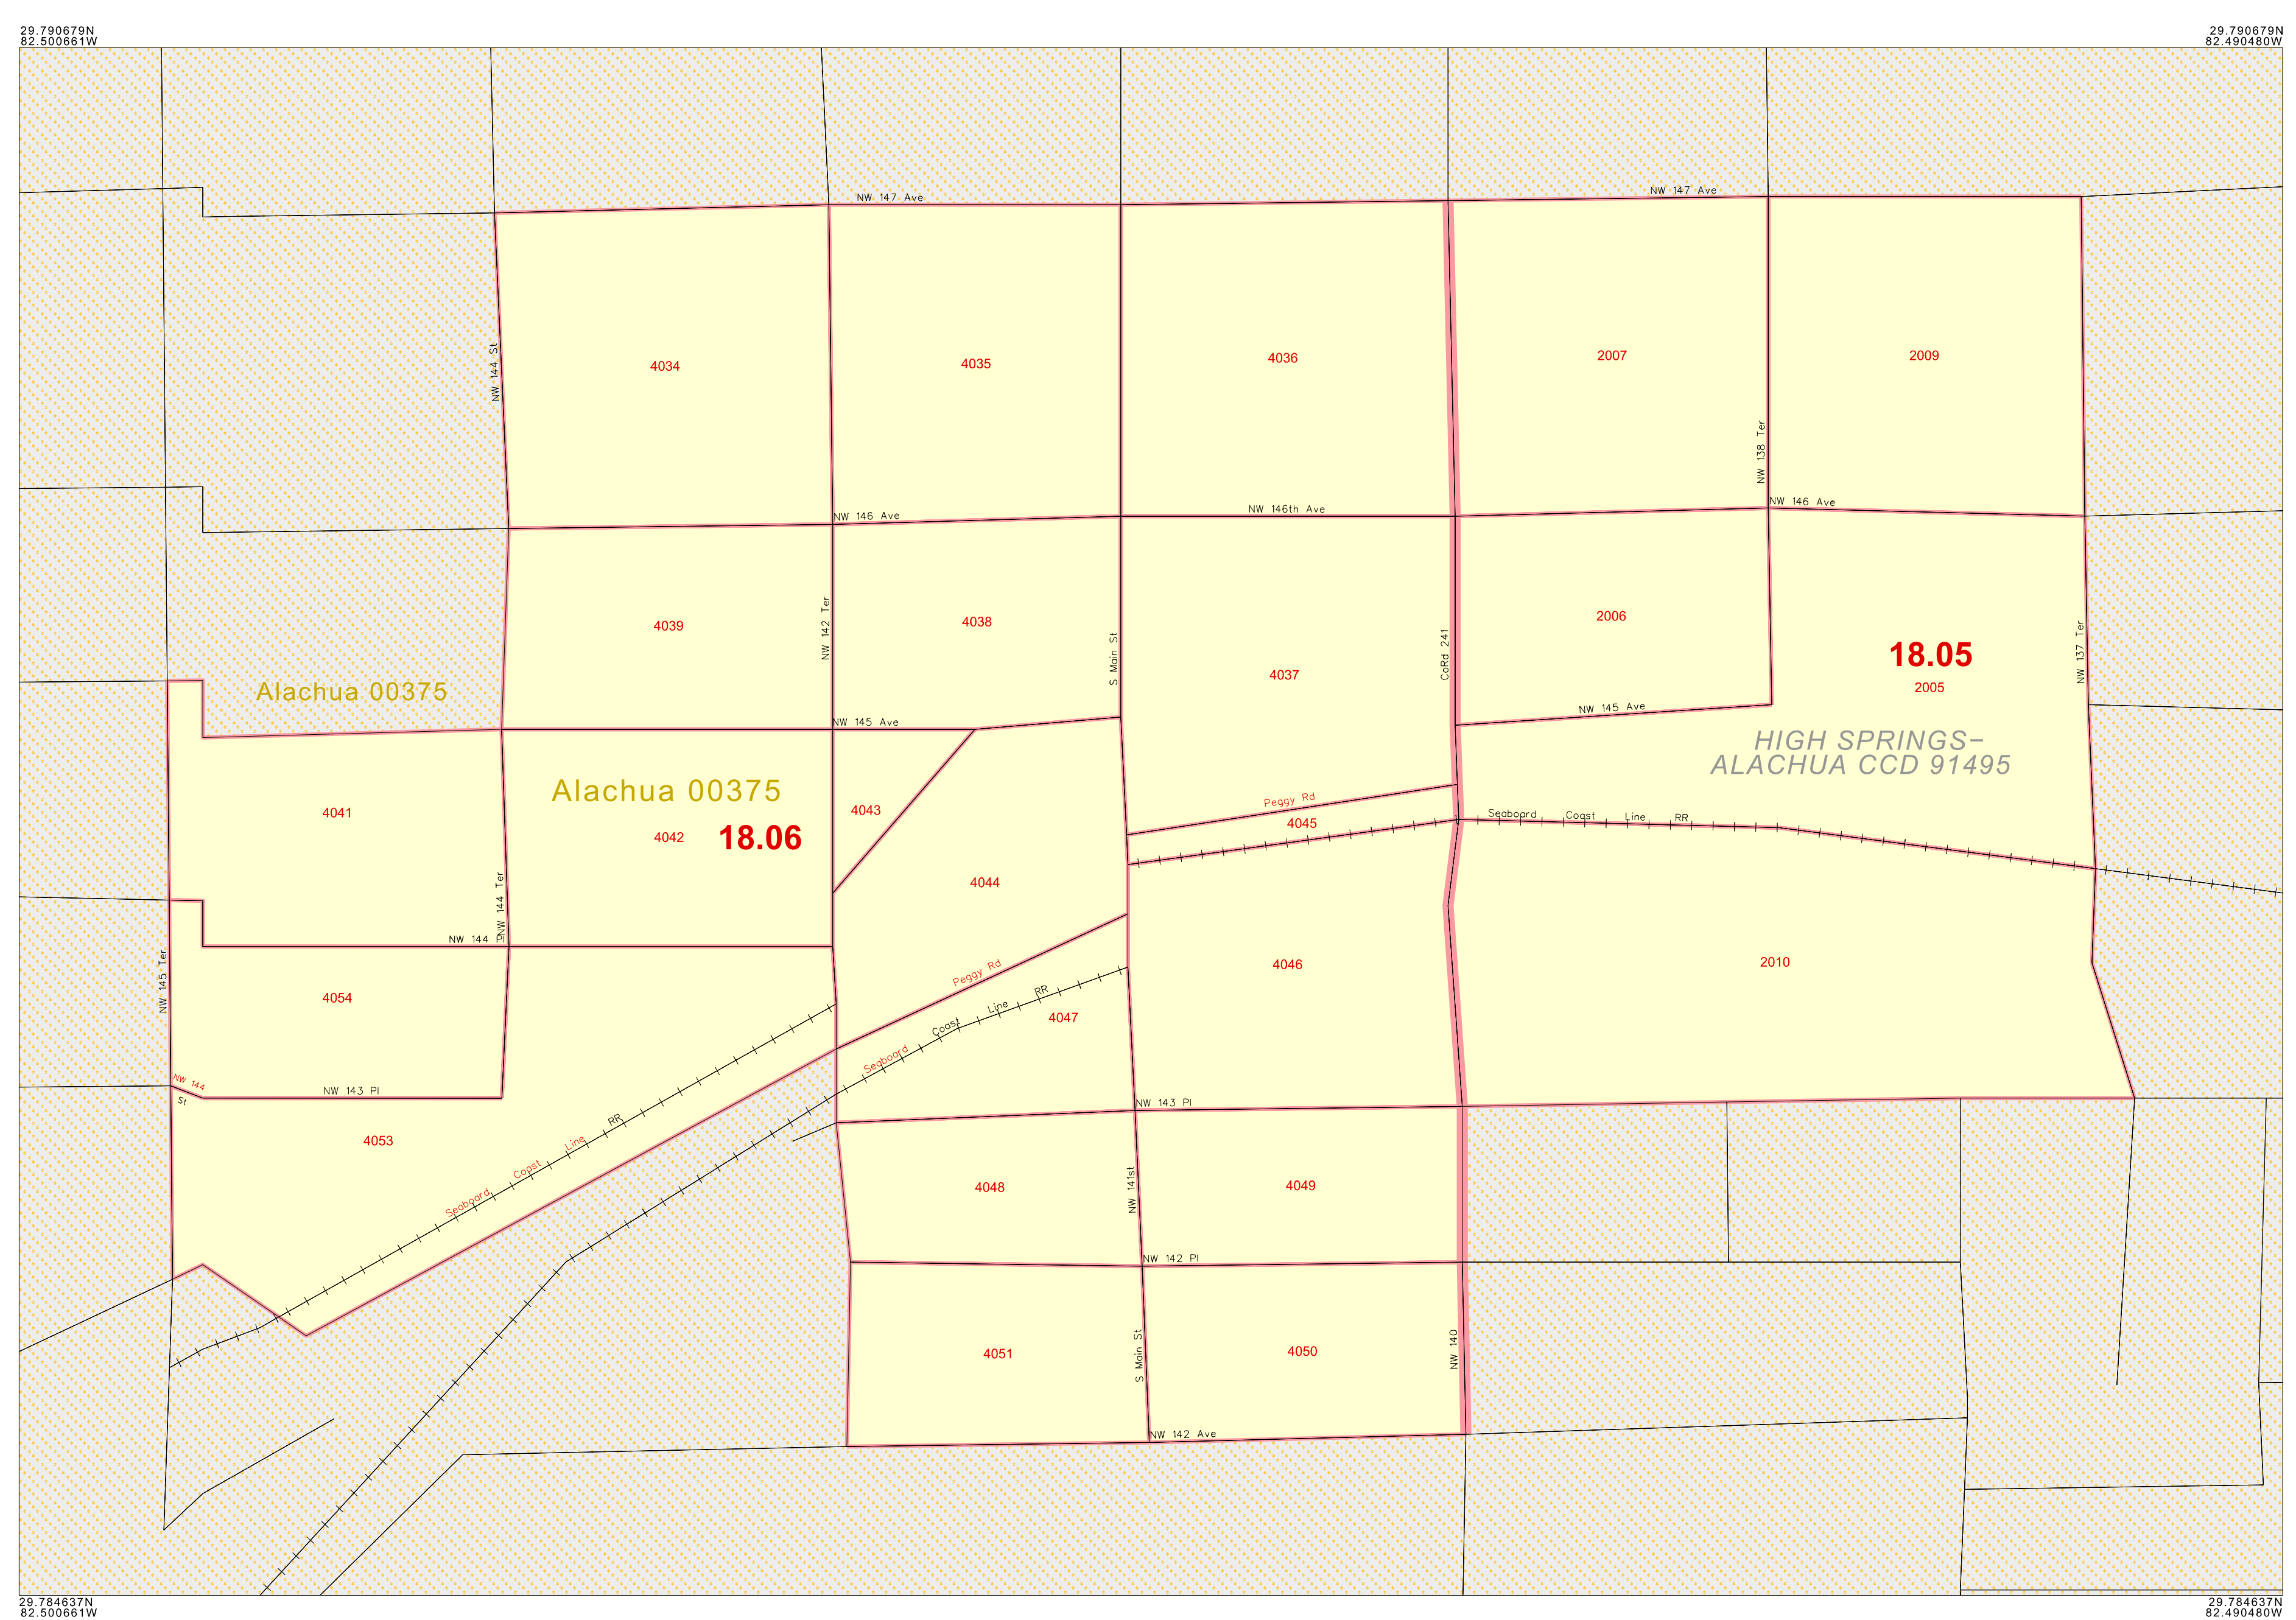 29.790679N
82.500661W
29.790679N
82.490480W
NW 147 Ave
NW 147 Ave
NW 144 St
4034
4035
4036
2007
2009
NW 138 Ter
NW 146 Ave
NW 146th Ave
NW 146 Ave
4039
NW 142 Ter
4038
S Main St
4037
CoRd 241
2006
18.05
2005
NW 137 Ter
Alachua 00375
NW 145 Ave
NW 145 Ave
HIGH SPRINGS–
ALACHUA CCD 91495
Alachua 00375
4041
4042
18.06
4043
Peggy Rd
4045
Seaboard Coast Line RR
4044
NW 144 Ter
NW 144 Pl
NW 145 Ter
4054
Peggy Rd
4046
2010
Seaboard Coast Line RR
4047
NW 144
St
NW 143 Pl
NW 143 Pl
4053
Seaboard Coast Line RR
4048
NW 141st
4049
NW 142 Pl
4051
S Main St
4050
NW 140
NW 142 Ave
29.784637N
82.500661W
29.784637N
82.490480W